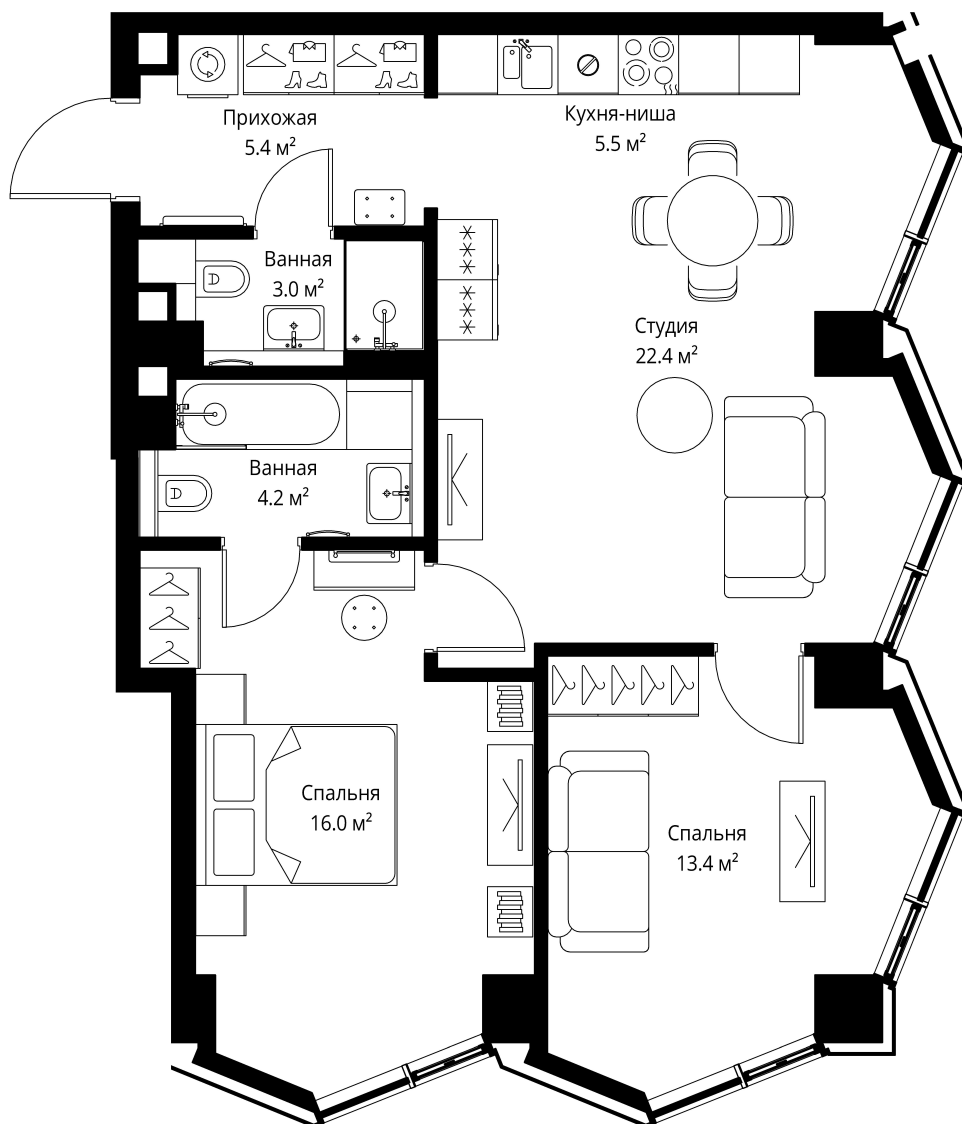 Прихожая
5.4 м²
Кухня-ниша
5.5 м²
Ванная
3.0 м²
Студия
22.4 м²
Ванная
4.2 м²
Спальня
16.0 м²
Спальня
13.4 м²